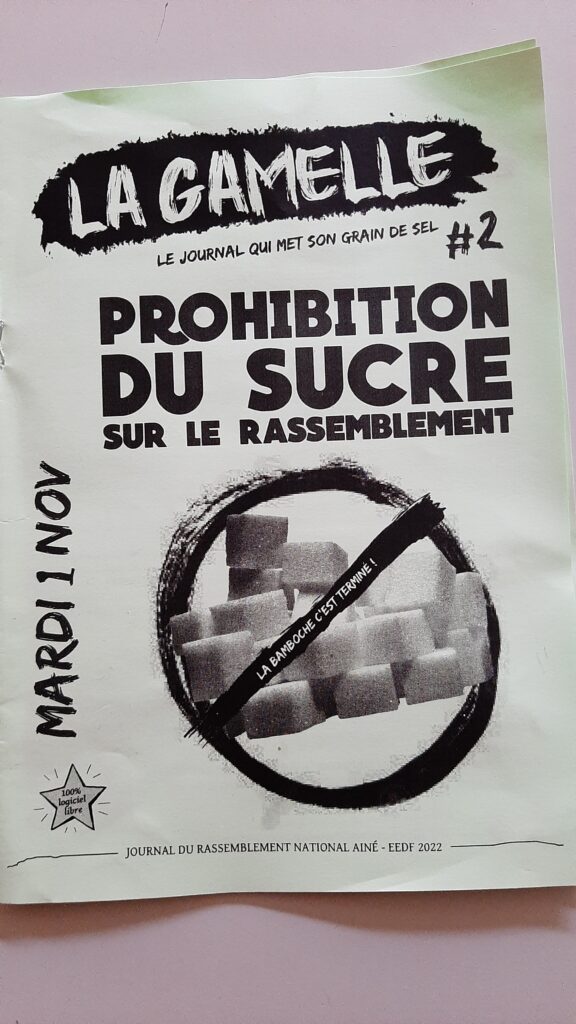 LA GAMELLE
LE JOURNAL QUI MET SON GRAIN DE SEL
#2
PROHIBITION
DU SUCRE
SUR LE RASSEMBLEMENT
MARDI 1 NOV
LA BAMBOCHE C'EST TERMINÉ !
100%
logiciel
libre
JOURNAL DU RASSEMBLEMENT NATIONAL AINÉ - EEDF 2022